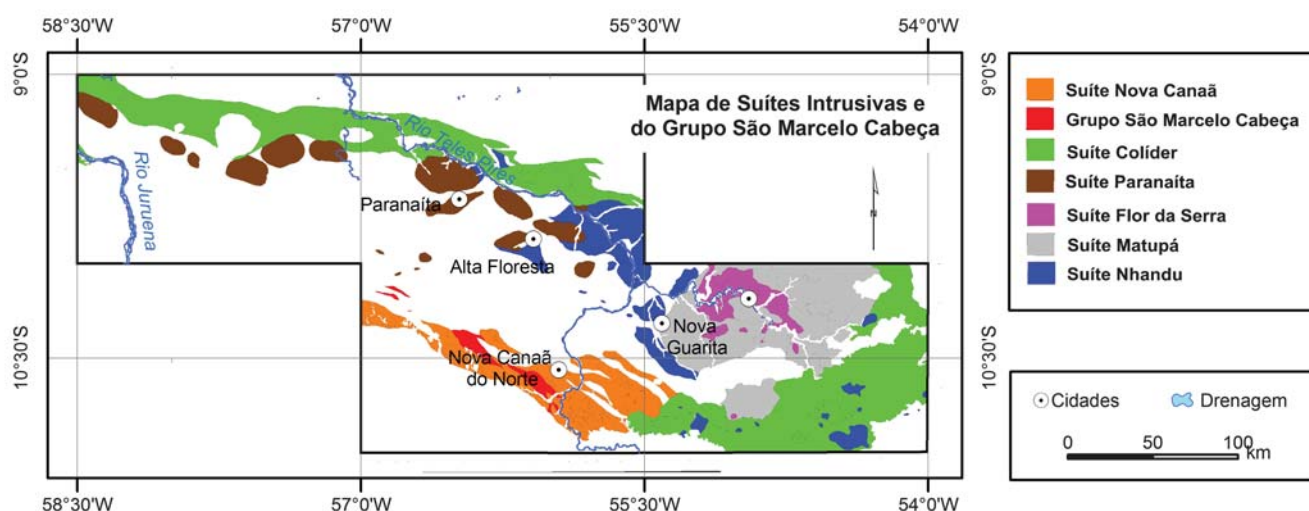 58°30'W
57°0'W
55°30'W
54°0'W
9°0'S
9°0'S
Mapa de Suítes Intrusivas e
do Grupo São Marcelo Cabeça
Rio Teles Pires
Rio Juruena
N
Paranaíta
Alta Floresta
Nova
Guarita
Nova Canaã
do Norte
10°30'S
10°30'S
58°30'W
57°0'W
55°30'W
54°0'W
Suíte Nova Canaã
Grupo São Marcelo Cabeça
Suíte Colíder
Suíte Paranaíta
Suíte Flor da Serra
Suíte Matupá
Suíte Nhandu
Cidades
Drenagem
0 50 100
km